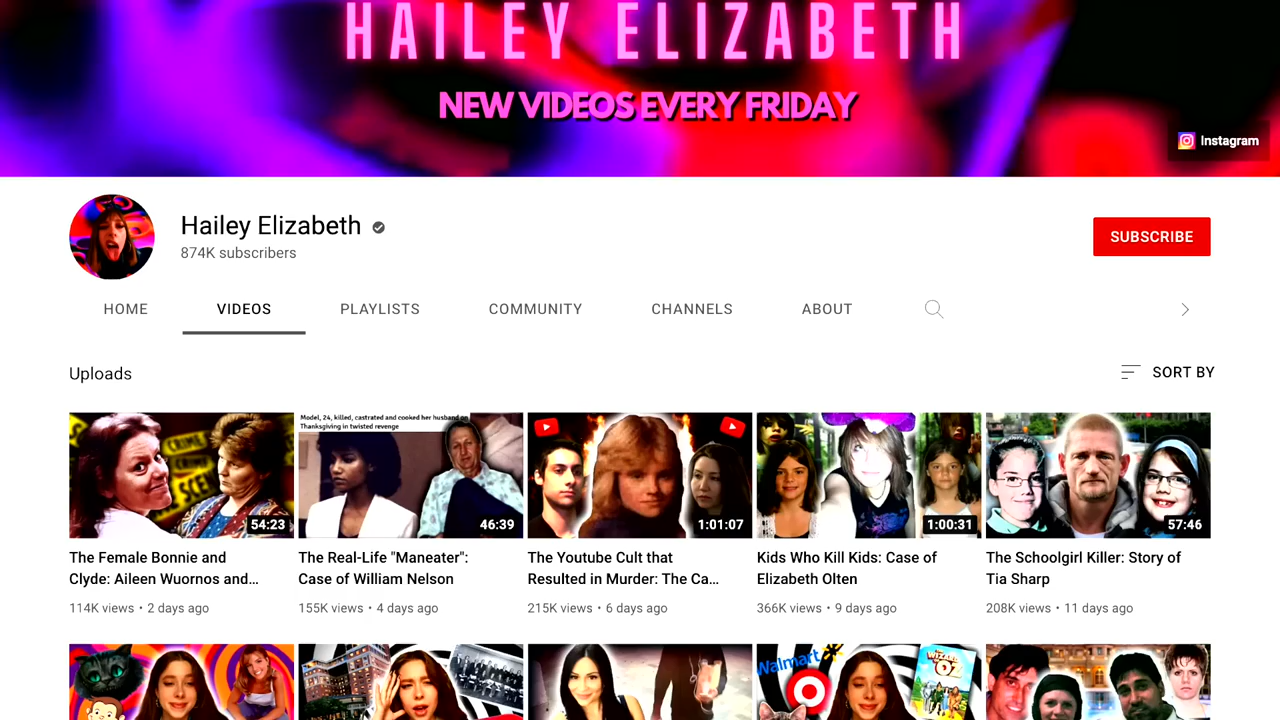 HAILEY ELIZABETH
NEW VIDEOS EVERY FRIDAY
Instagram
Hailey Elizabeth
874K subscribers
SUBSCRIBE
HOME VIDEOS PLAYLISTS COMMUNITY CHANNELS ABOUT
Uploads
SORT BY
CRIME
CRIME
SCE
54:23
Model, 24, killed, castrated and cooked her husband on
Thanksgiving in twisted revenge
46:39
1:01:07
1:00:31
57:46
The Female Bonnie and
Clyde: Aileen Wuornos and...
114K views • 2 days ago
The Real-Life "Maneater":
Case of William Nelson
155K views • 4 days ago
The Youtube Cult that
Resulted in Murder: The Ca...
215K views • 6 days ago
Kids Who Kill Kids: Case of
Elizabeth Olten
366K views • 9 days ago
The Schoolgirl Killer: Story of
Tia Sharp
208K views • 11 days ago
Walmart
WIZARD
OZ